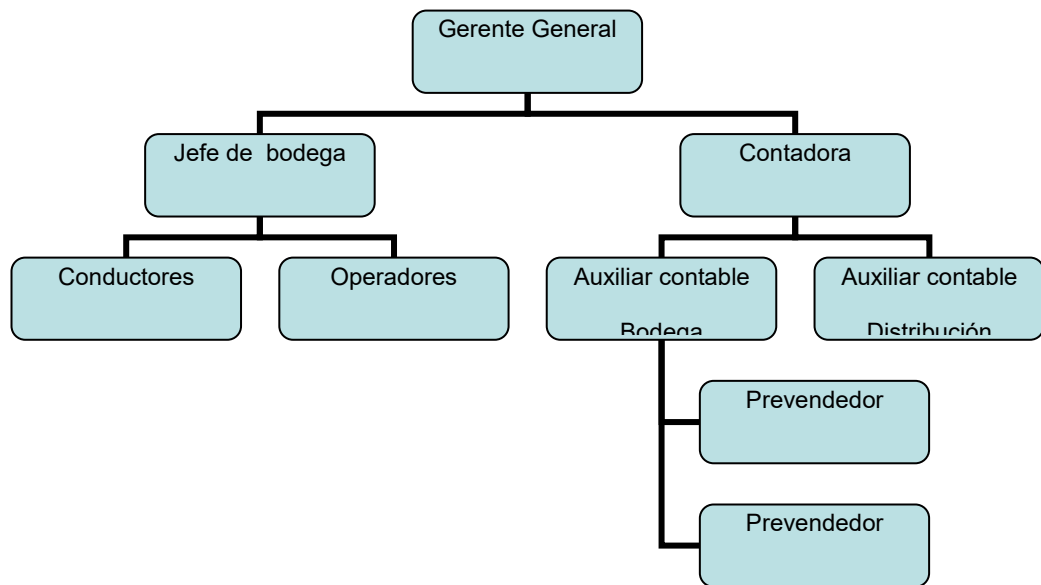 Gerente General
Jefe de  bodega
Contadora
Conductores
Operadores
Auxiliar contable
Bodega
Auxiliar contable
Distribución
Prevendedor
Prevendedor